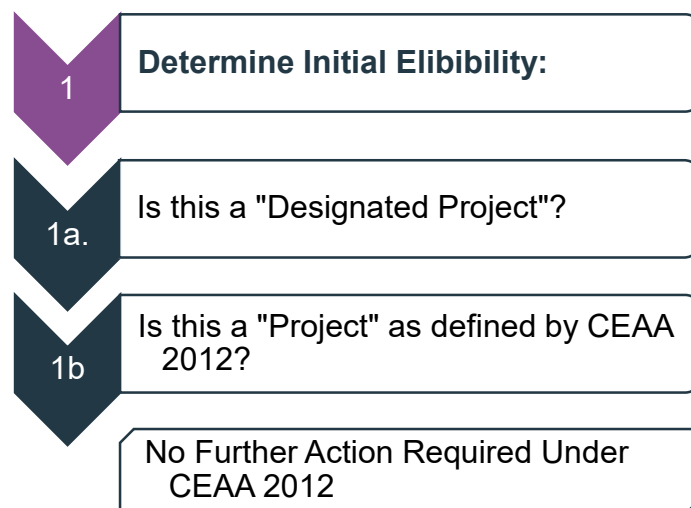 1
Determine Initial Elibibility:
1a.
Is this a "Designated Project"?
1b
Is this a "Project" as defined by CEAA
2012?
No Further Action Required Under
CEAA 2012